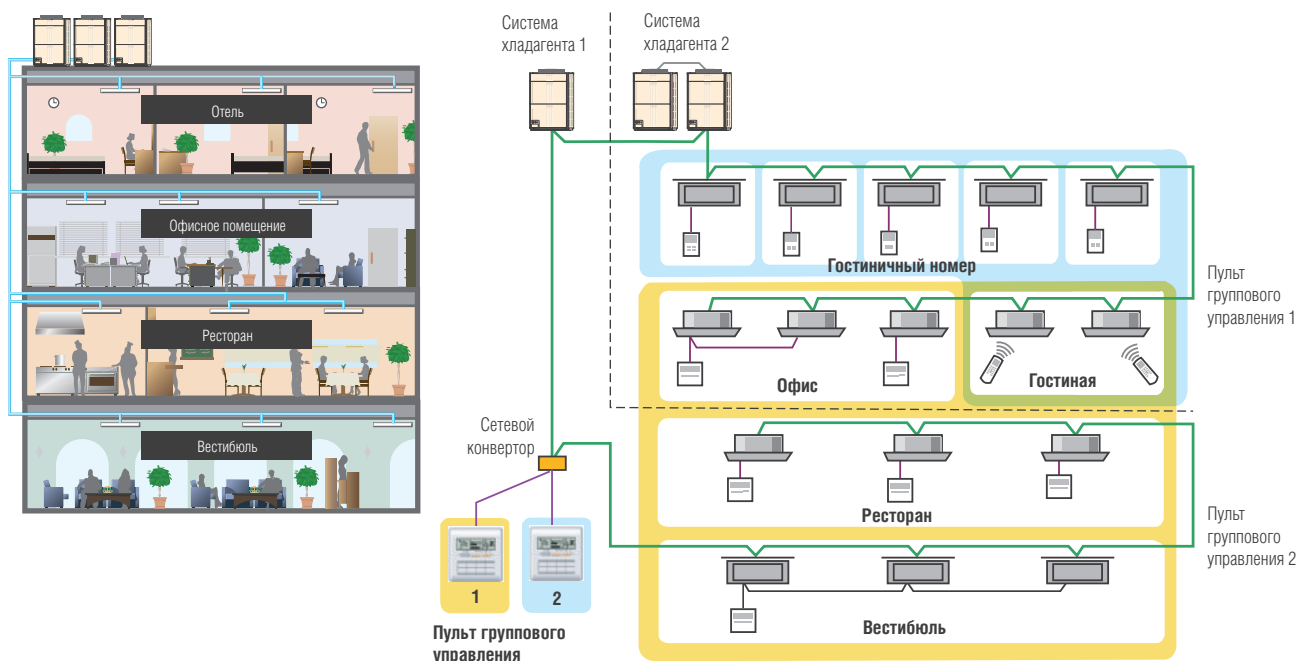 Отель
Офисное помещение
Ресторан
Вестибюль
Система
хладагента 1
Система
хладагента 2
Гостиничный номер
Пульт
группового
управления 1
Офис
Гостиная
Сетевой
конвертор
Ресторан
Пульт
группового
управления 2
Вестибюль
1
2
Пульт группового
управления